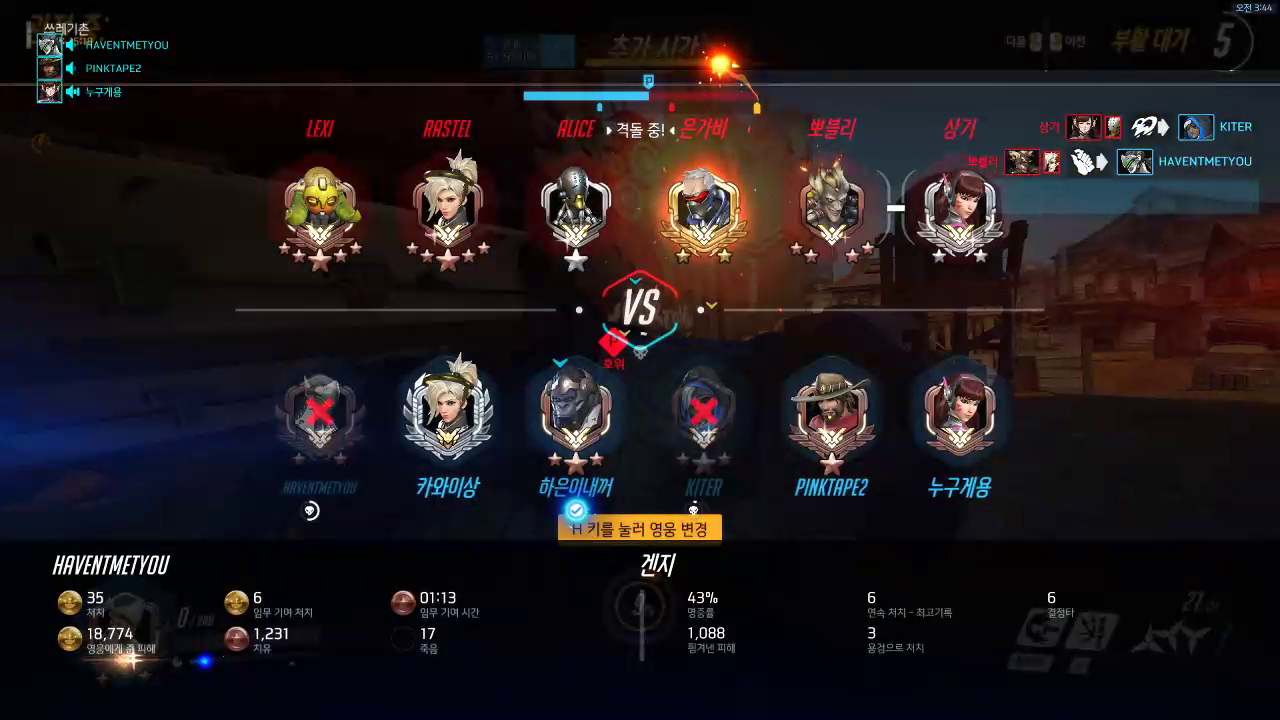 오전 3:44
쓰레기촌
HAVENTMETYOU
PINKTAPE2
누구게용
추가 시간
부활 대기 5
P
LEXI RASTEL ALICE 격돌 중! 은가비 뽀블리 상기
상기 KITER
뽀블리 HAVENTMETYOU
VS
P
호위
HAVENTMETYOU 카와이상 하은이내꺼 KITER PINKTAPE2 누구게용
H 키를 눌러 영웅 변경
HAVENTMETYOU
겐지
35
처치
6
임무 기여 처치
01:13
임무 기여 시간
43%
명중률
6
연속 처치 - 최고기록
6
결정타
18,774
영웅에게 준 피해
1,231
치유
17
죽음
1,088
튕겨낸 피해
3
용검으로 처치